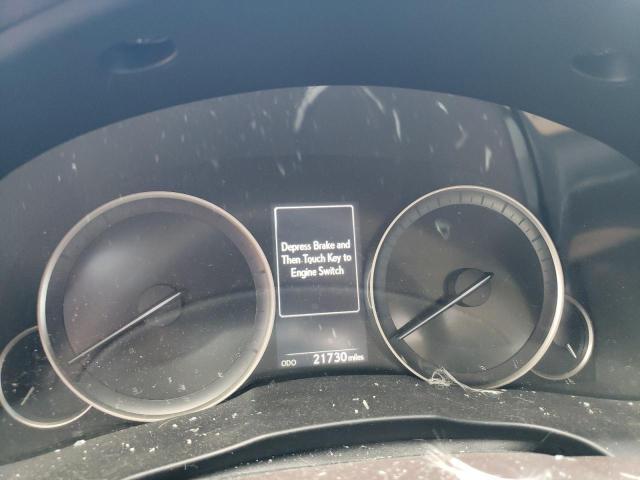 Depress Brake and
Then Touch Key to
Engine Switch
ODO 21730 miles